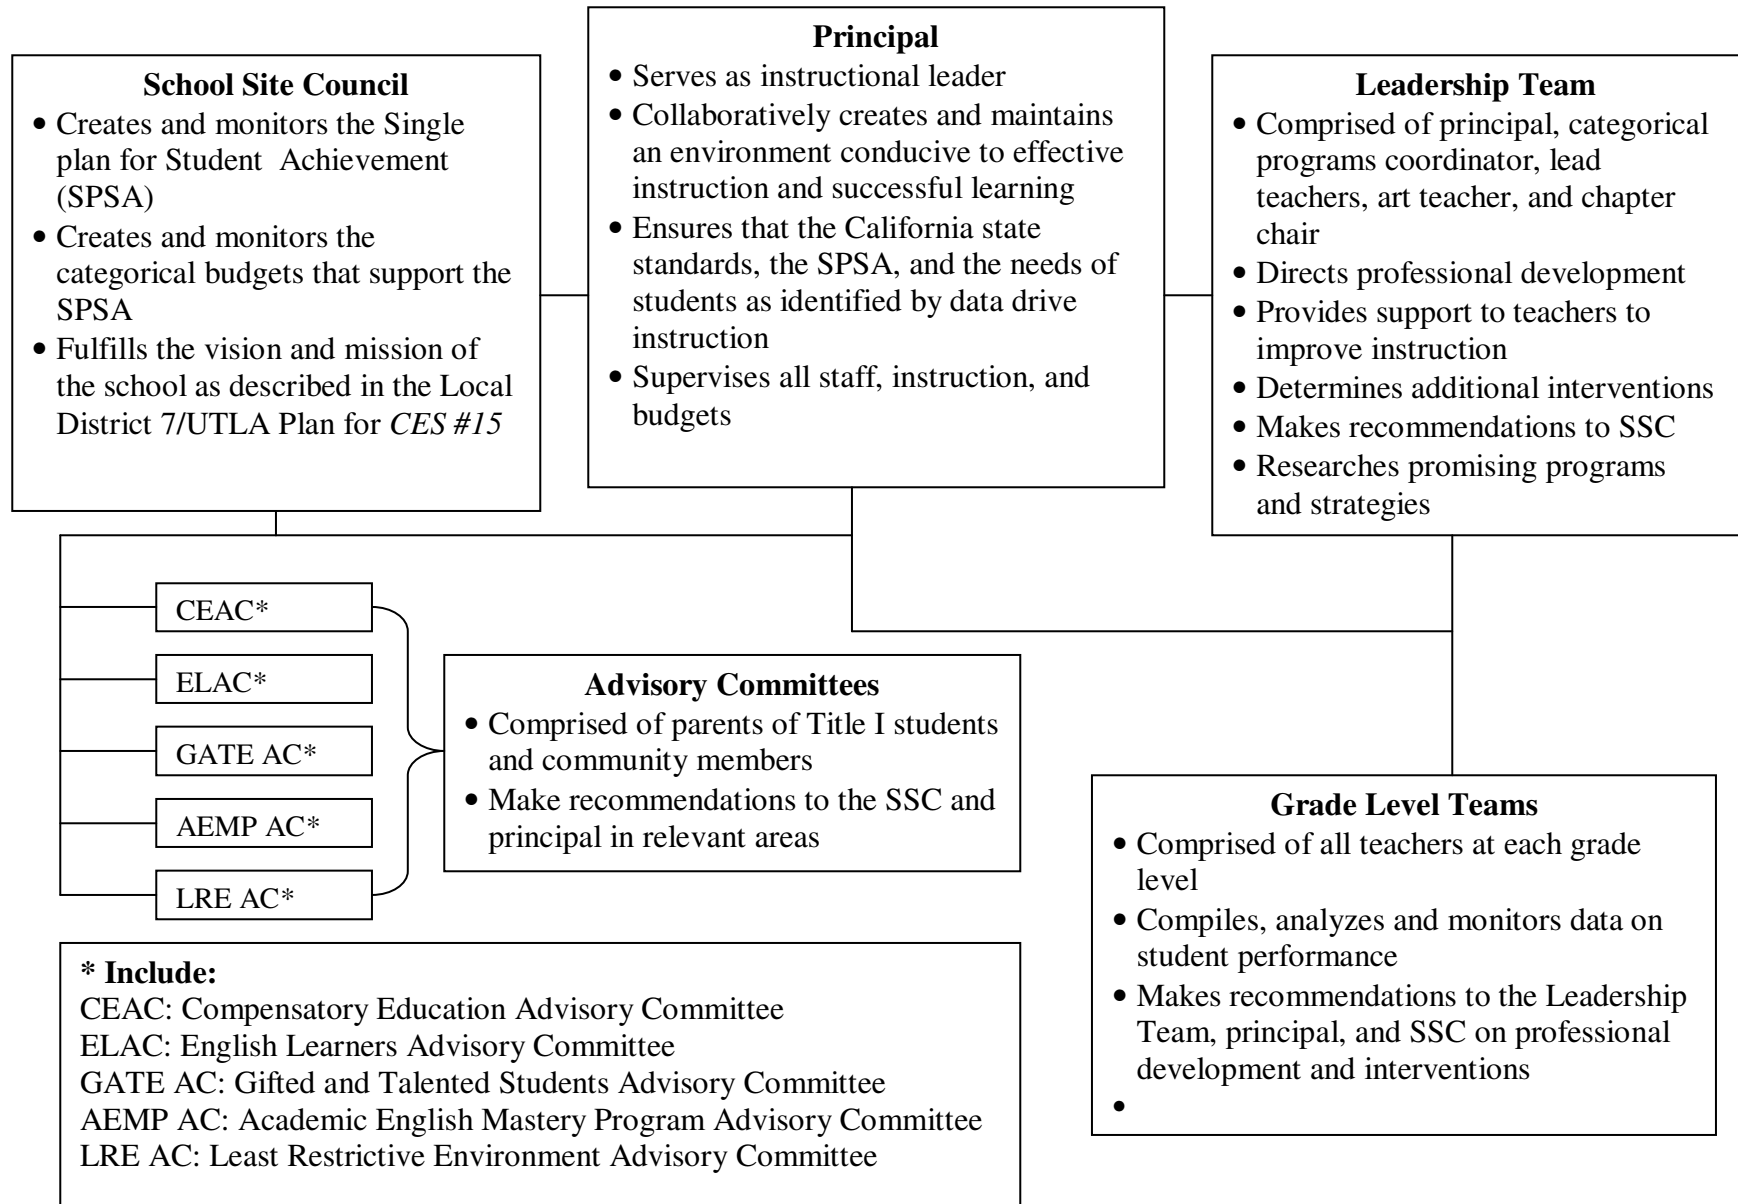 School Site Council
• Creates and monitors the Single
plan for Student Achievement
(SPSA)
• Creates and monitors the
categorical budgets that support the
SPSA
• Fulfills the vision and mission of
the school as described in the Local
District 7/UTLA Plan for CES #15
Principal
• Serves as instructional leader
• Collaboratively creates and maintains
an environment conducive to effective
instruction and successful learning
• Ensures that the California state
standards, the SPSA, and the needs of
students as identified by data drive
instruction
• Supervises all staff, instruction, and
budgets
Leadership Team
• Comprised of principal, categorical
programs coordinator, lead
teachers, art teacher, and chapter
chair
• Directs professional development
• Provides support to teachers to
improve instruction
• Determines additional interventions
• Makes recommendations to SSC
• Researches promising programs
and strategies
CEAC*
ELAC*
GATE AC*
AEMP AC*
LRE AC*
Advisory Committees
• Comprised of parents of Title I students
and community members
• Make recommendations to the SSC and
principal in relevant areas
Grade Level Teams
• Comprised of all teachers at each grade
level
• Compiles, analyzes and monitors data on
student performance
• Makes recommendations to the Leadership
Team, principal, and SSC on professional
development and interventions
•
* Include:
CEAC: Compensatory Education Advisory Committee
ELAC: English Learners Advisory Committee
GATE AC: Gifted and Talented Students Advisory Committee
AEMP AC: Academic English Mastery Program Advisory Committee
LRE AC: Least Restrictive Environment Advisory Committee